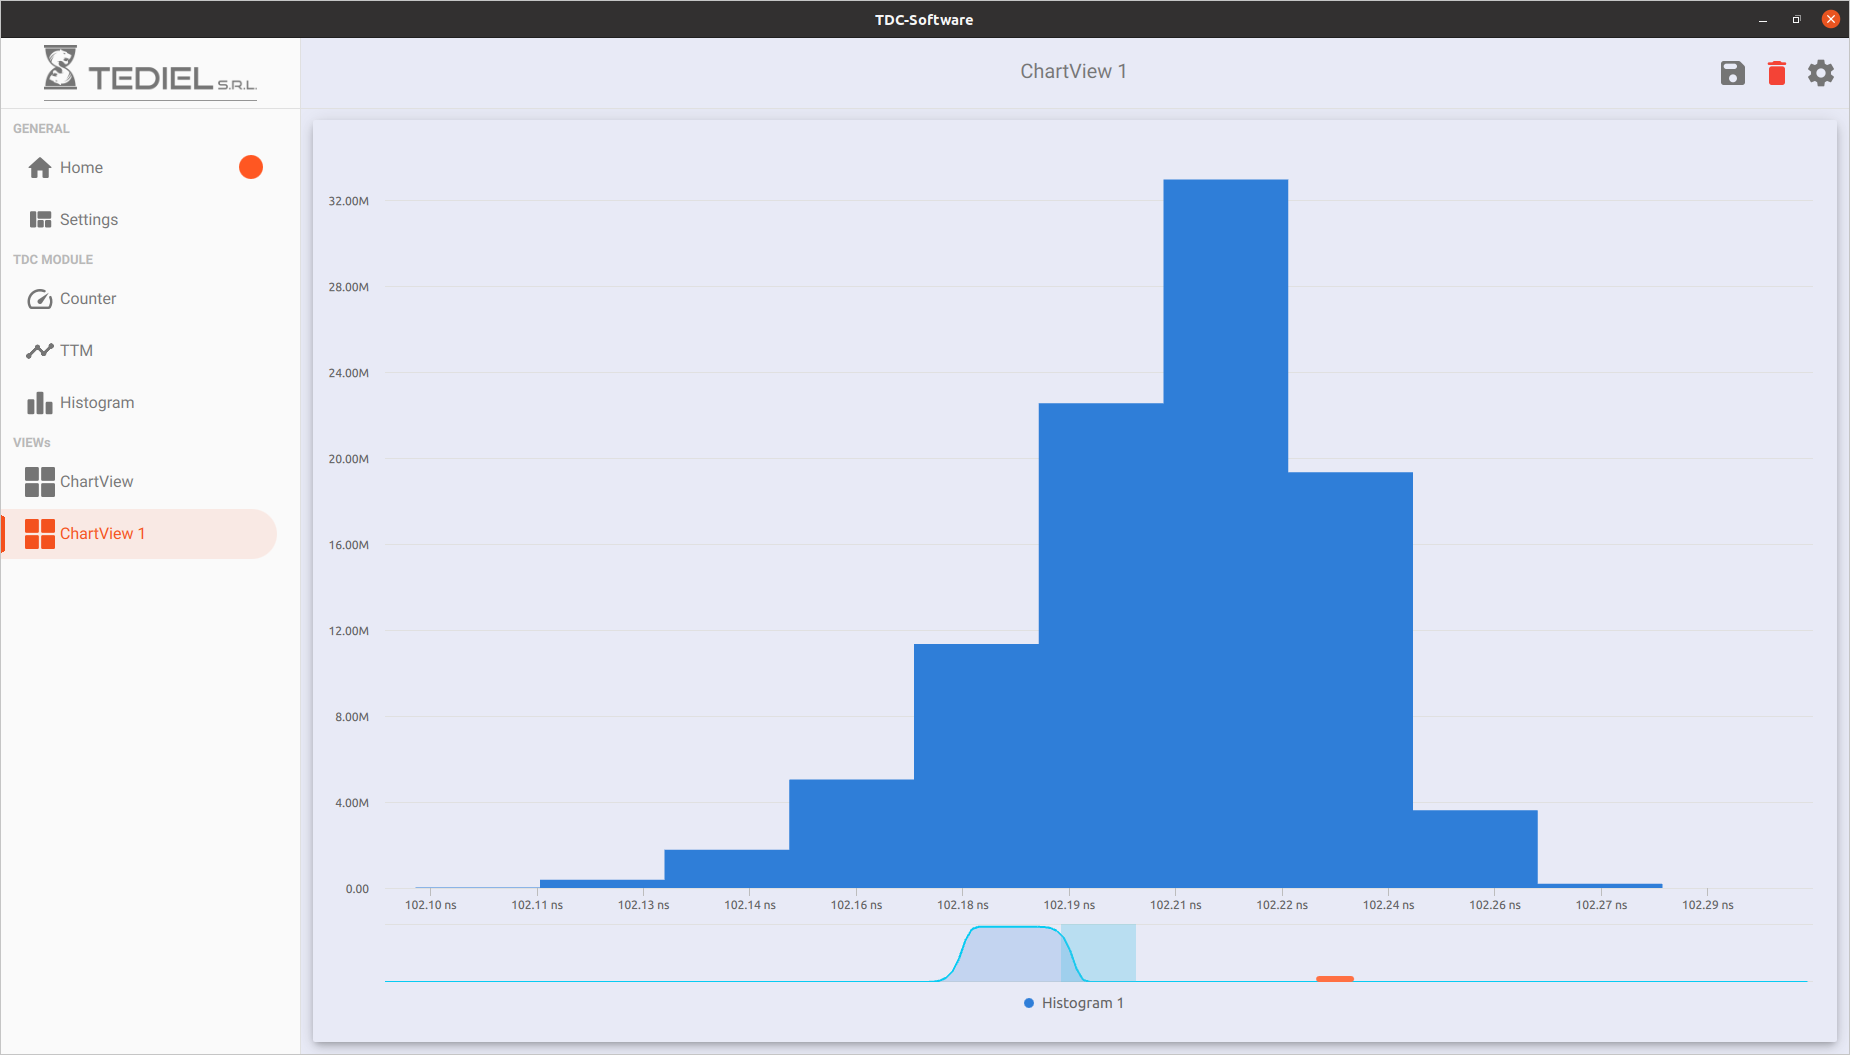 TDC-Software
TEDIEL S.R.L.
ChartView 1
GENERAL
Home
Settings
TDC MODULE
Counter
TTM
Histogram
VIEWs
ChartView
ChartView 1
32.00M
28.00M
24.00M
20.00M
16.00M
12.00M
8.00M
4.00M
0.00
102.10 ns 102.11 ns 102.13 ns 102.14 ns 102.16 ns 102.18 ns 102.19 ns 102.21 ns 102.22 ns 102.24 ns 102.26 ns 102.27 ns 102.29 ns
Histogram 1